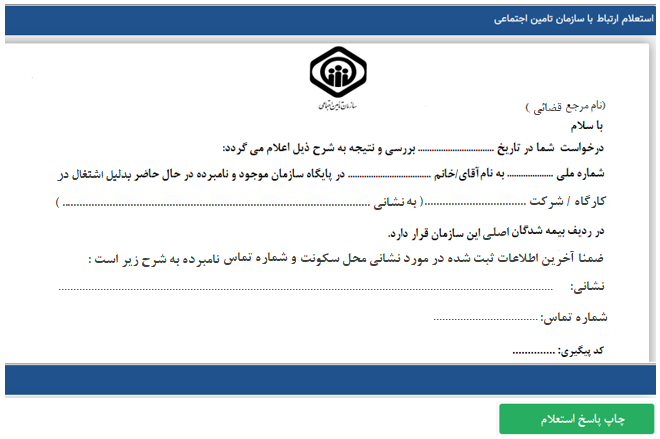 استعلام ارتباط با سازمان تامین اجتماعی
سازمان تامین اجتماعی
(نام مرجع قضائی )
با سلام
درخواست شما در تاریخ .............................. بررسی و نتیجه به شرح ذیل اعلام می گردد:
شماره ملی .................. به نام آقای/خانم ................................. در پایگاه سازمان موجود و نامبرده در حال حاضر بدلیل اشتغال در
کارگاه / شرکت ..................................( به نشانی .................................................................................................... )
در ردیف بیمه شدگان اصلی این سازمان قرار دارد.
ضمنا آخرین اطلاعات ثبت شده در مورد نشانی محل سکونت و شماره تماس نامبرده به شرح زیر است :
نشانی: ....................................................................................................................................................................
شماره تماس: ...................................
کد پیگیری: ..............
چاپ پاسخ استعلام